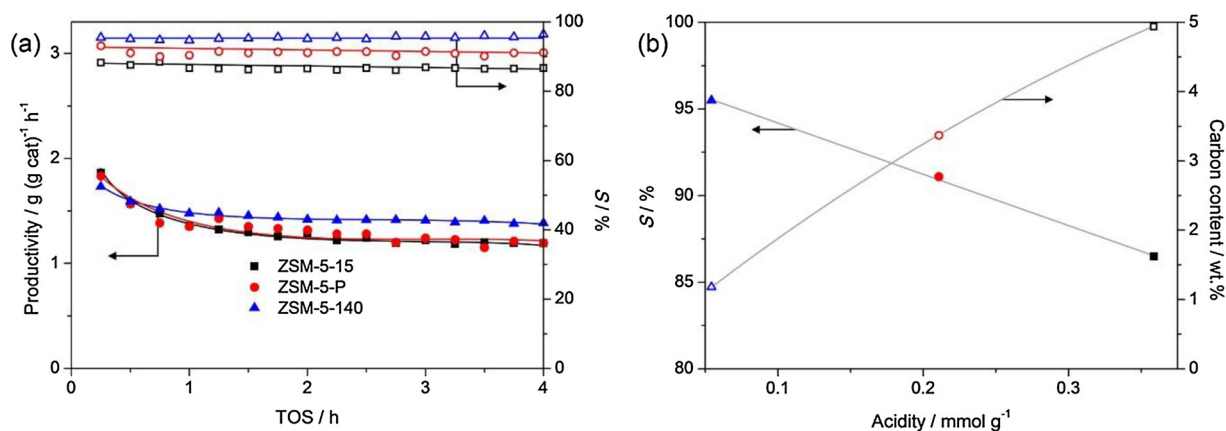 (a)
3
2
1
0
Productivity / g (g cat)⁻¹ h⁻¹
ZSM-5-15
ZSM-5-P
ZSM-5-140
0 1 2 3 4
TOS / h
100
80
60
40
20
0
S / %
(b)
100
95
90
85
80
S / %
0.1 0.2 0.3
Acidity / mmol g⁻¹
5
4
3
2
1
0
Carbon content / wt.%